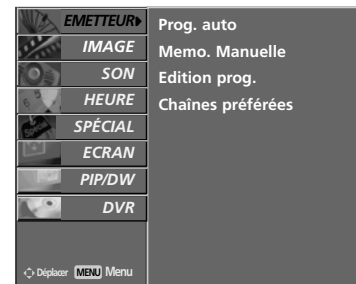 EMETTEUR
IMAGE
SON
HEURE
SPÉCIAL
ECRAN
PIP/DW
DVR
Déplacer MENU Menu
Prog. auto
Memo. Manuelle
Edition prog.
Chaînes préférées